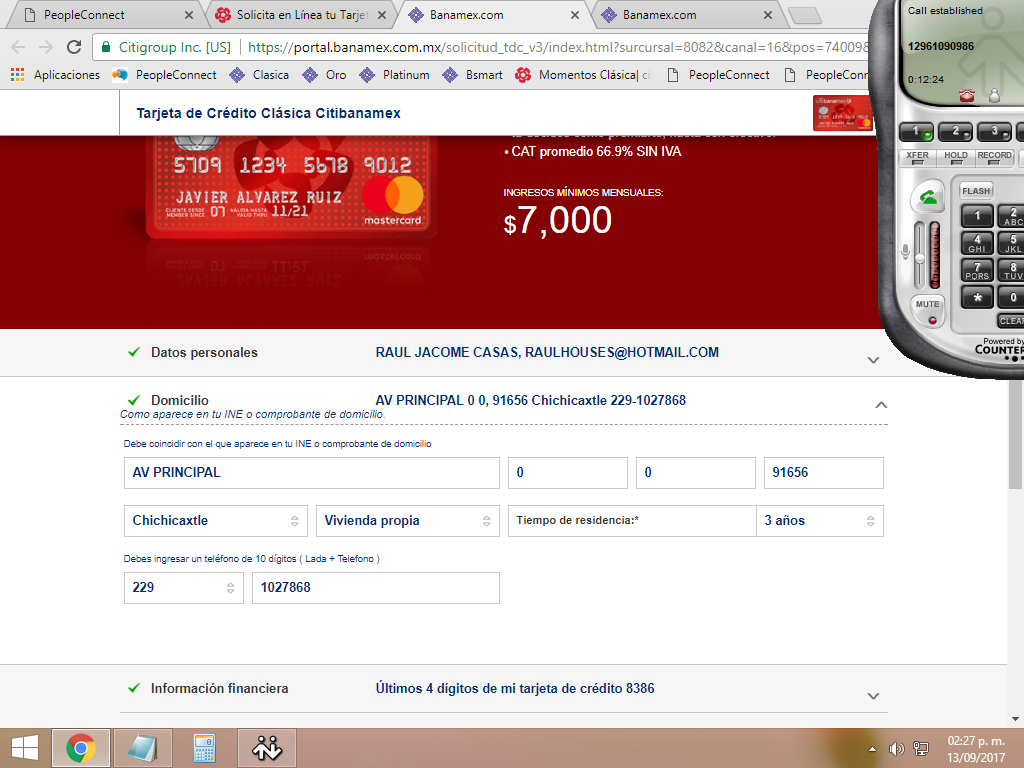 PeopleConnect
Solicita en Línea tu Tarje
Banamex.com
Banamex.com
Citigroup Inc. [US]
https://portal.banamex.com.mx/solicitud_tdc_v3/index.html?surcursal=8082&canal=16&pos=74009&
Aplicaciones
PeopleConnect
Clasica
Oro
Platinum
Bsmart
Momentos Clásica| ci
PeopleConnect
PeopleConn
Call established
12961090986
0:12:24
1
2
3
XFER
HOLD
RECORD
FLASH
1
2
ABC
4
GHI
5
JKL
7
PQRS
8
TUV
*
0
MUTE
CLEAR
Powered by
COUNTER
Tarjeta de Crédito Clásica Citibanamex
• CAT promedio 66.9% SIN IVA
INGRESOS MÍNIMOS MENSUALES:
$7,000
5709 1234 5678 9012
JAVIER ALVAREZ RUIZ
CLIENTE DESDE
MEMBER SINCE
07
VÁLIDA HASTA
VALID THRU
11/21
mastercard
Datos personales
RAUL JACOME CASAS, RAULHOUSES@HOTMAIL.COM
Domicilio
AV PRINCIPAL 0 0, 91656 Chichicaxtle 229-1027868
Como aparece en tu INE o comprobante de domicilio.
Debe coincidir con el que aparece en tu INE o comprobante de domicilio
AV PRINCIPAL
0
0
91656
Chichicaxtle
Vivienda propia
Tiempo de residencia:*
3 años
Debes ingresar un teléfono de 10 dígitos ( Lada + Telefono )
229
1027868
Información financiera
Últimos 4 dígitos de mi tarjeta de crédito 8386
02:27 p. m.
13/09/2017